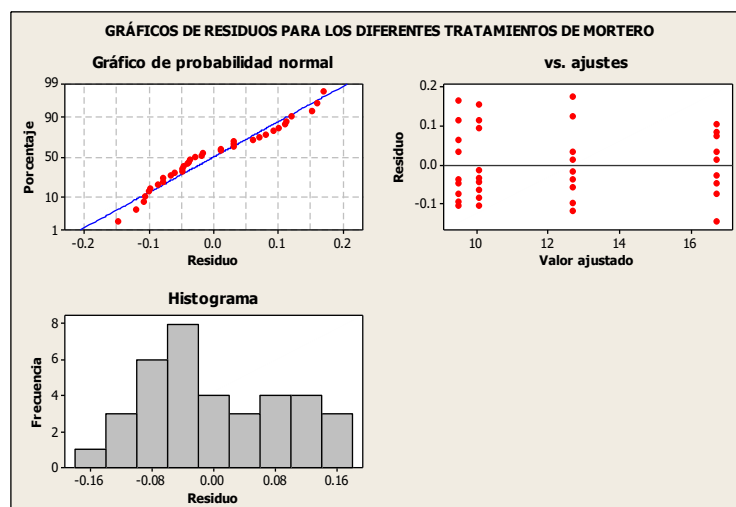 GRÁFICOS DE RESIDUOS PARA LOS DIFERENTES TRATAMIENTOS DE MORTERO
Gráfico de probabilidad normal
Porcentaje
99
90
50
10
1
-0.2 -0.1 0.0 0.1 0.2
Residuo
vs. ajustes
Residuo
0.2
0.1
0.0
-0.1
10 12 14 16
Valor ajustado
Histograma
Frecuencia
8
6
4
2
0
-0.16 -0.08 0.00 0.08 0.16
Residuo